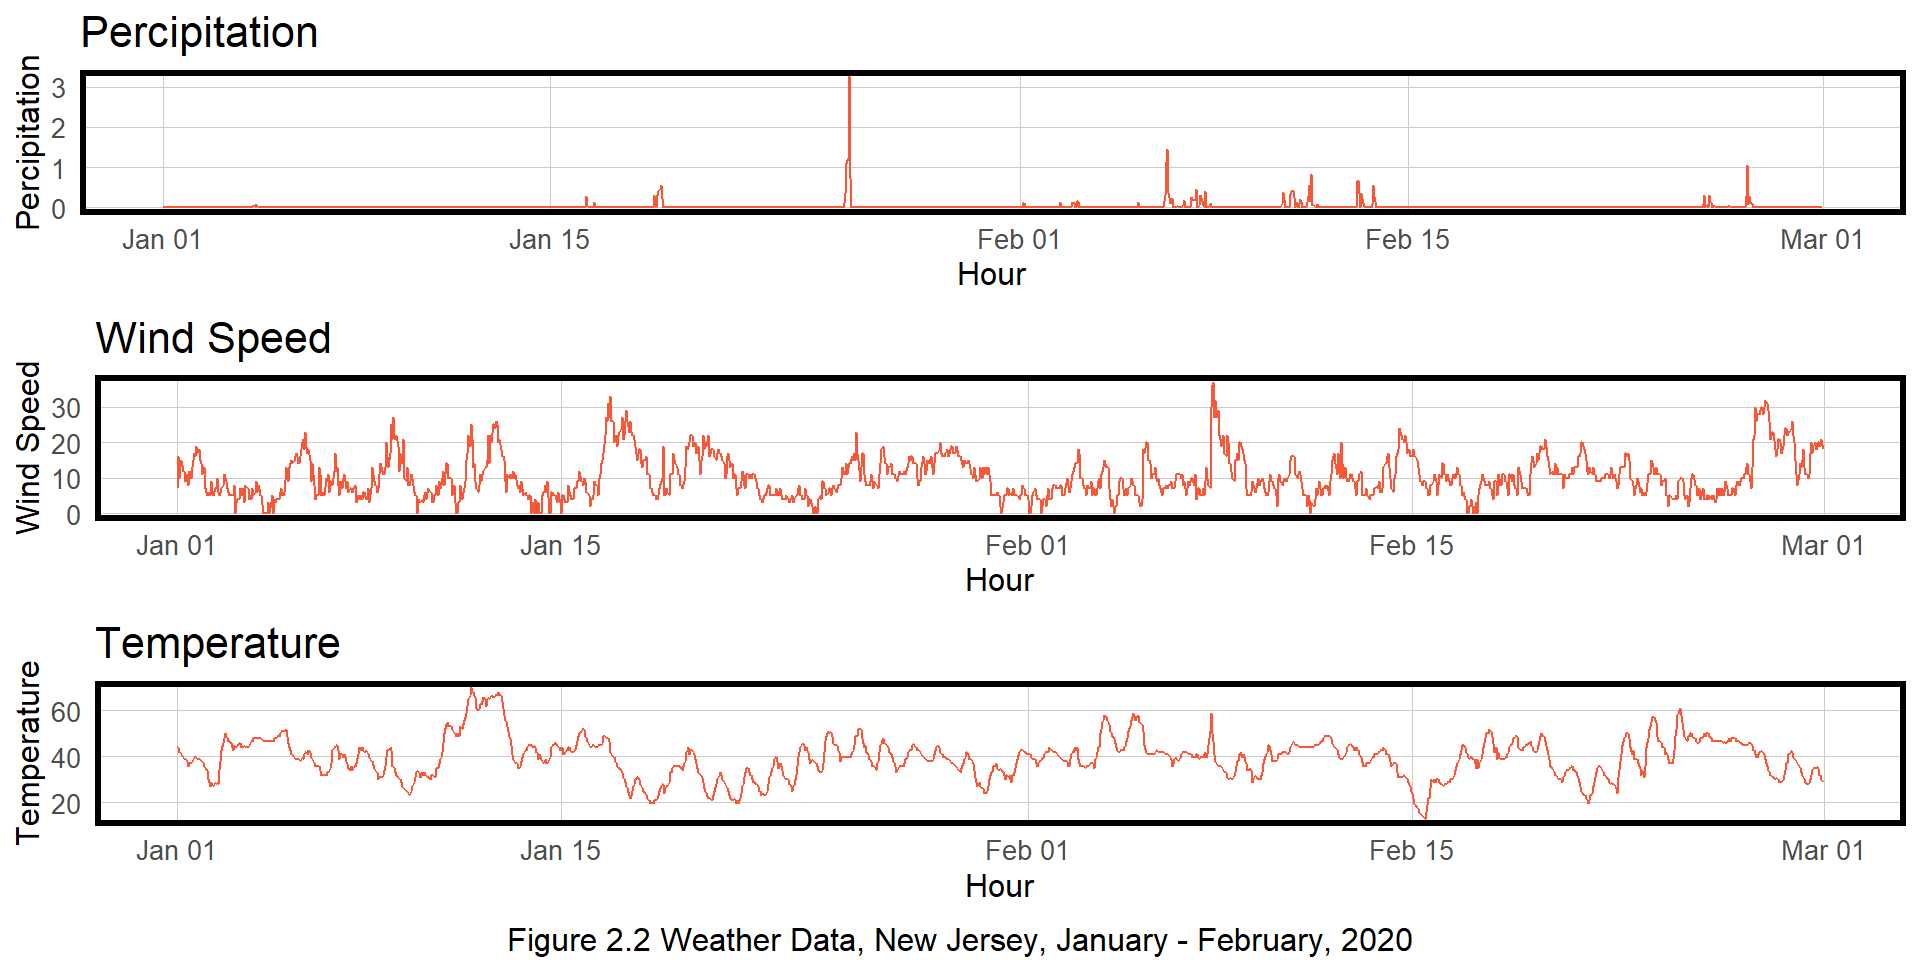 Percipitation
Percipitation
3
2
1
0
Jan 01 Jan 15 Feb 01 Feb 15 Mar 01
Hour
Wind Speed
Wind Speed
30
20
10
0
Jan 01 Jan 15 Feb 01 Feb 15 Mar 01
Hour
Temperature
Temperature
60
40
20
Jan 01 Jan 15 Feb 01 Feb 15 Mar 01
Hour
Figure 2.2 Weather Data, New Jersey, January - February, 2020